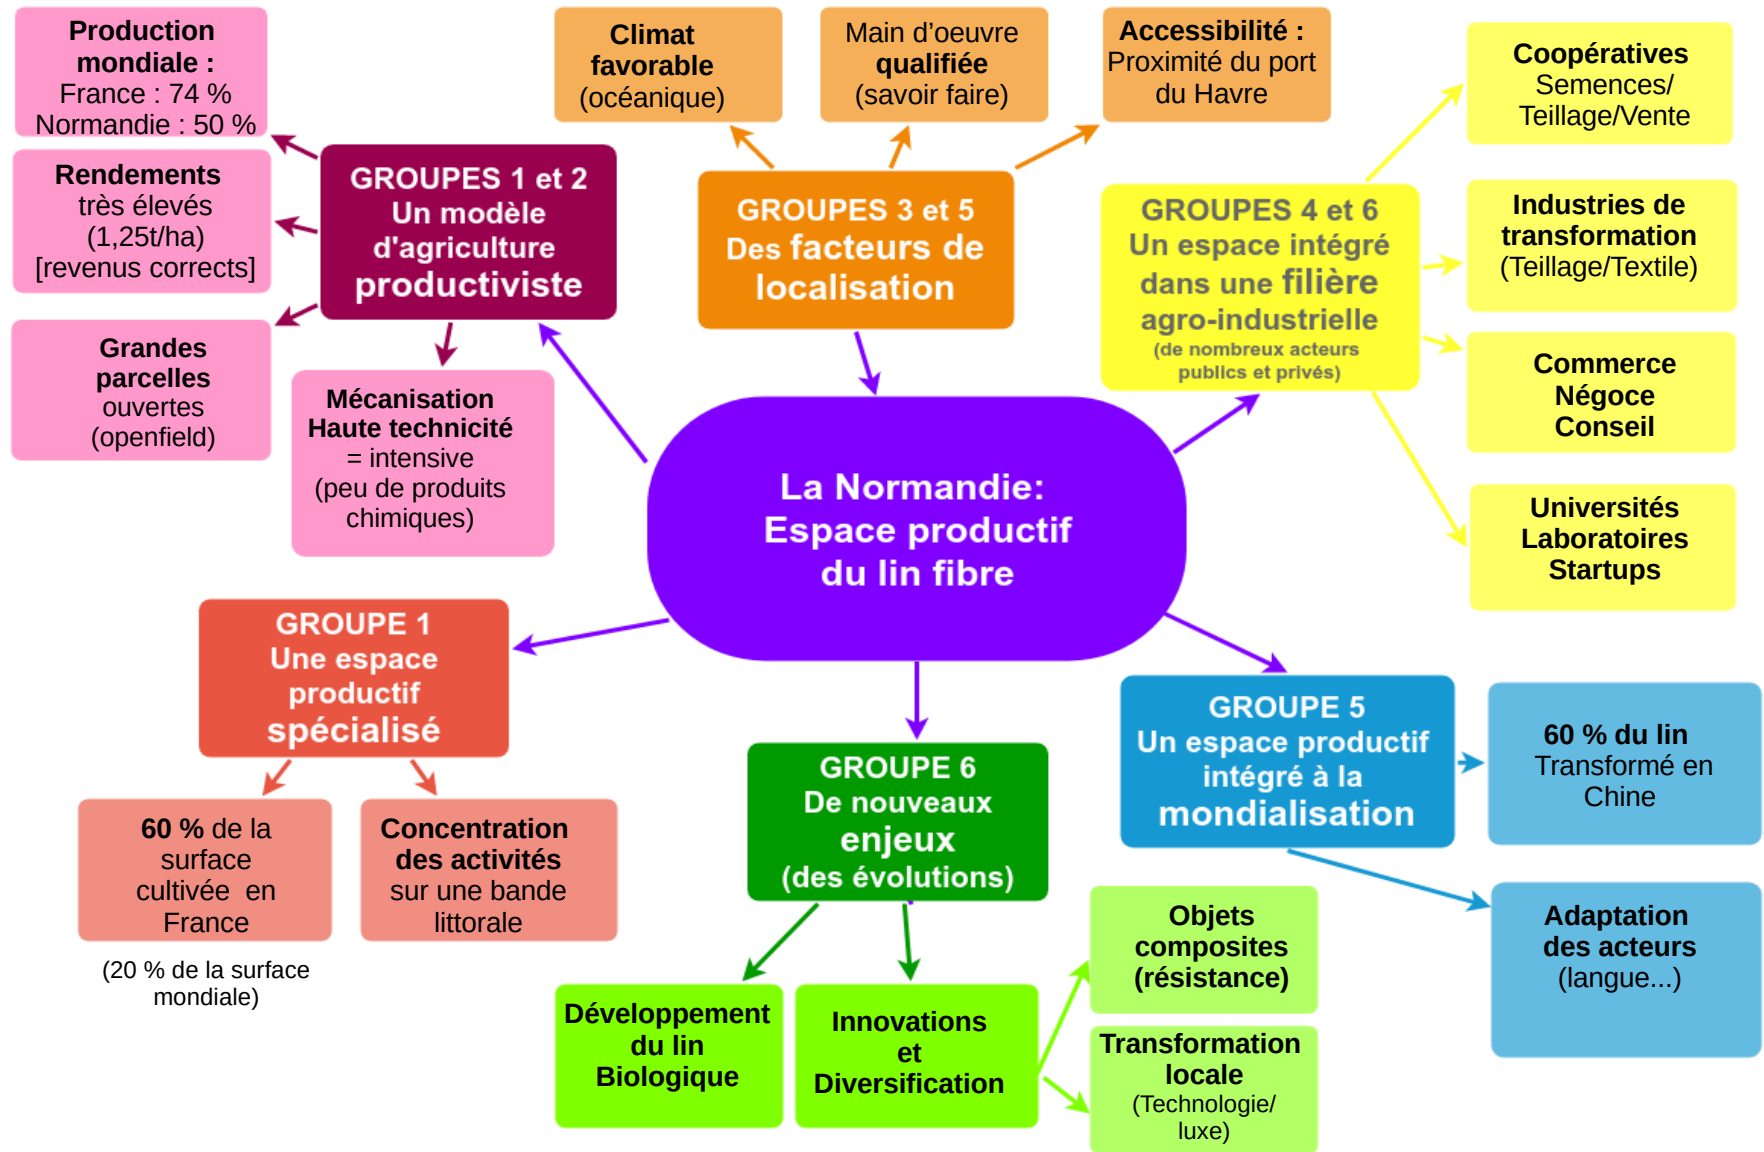 Production
mondiale :
France : 74 %
Normandie : 50 %
Rendements
très élevés
(1,25t/ha)
[revenus corrects]
Grandes
parcelles
ouvertes
(openfield)
GROUPES 1 et 2
Un modèle
d'agriculture
productiviste
Mécanisation
Haute technicité
= intensive
(peu de produits
chimiques)
Climat
favorable
(océanique)
Main d’oeuvre
qualifiée
(savoir faire)
Accessibilité :
Proximité du port
du Havre
GROUPES 3 et 5
Des facteurs de
localisation
GROUPES 4 et 6
Un espace intégré
dans une filière
agro-industrielle
(de nombreux acteurs
publics et privés)
Coopératives
Semences/
Teillage/Vente
Industries de
transformation
(Teillage/Textile)
Commerce
Négoce
Conseil
Universités
Laboratoires
Startups
La Normandie:
Espace productif
du lin fibre
GROUPE 1
Une espace
productif
spécialisé
60 % de la
surface
cultivée  en
France
(20 % de la surface
mondiale)
Concentration
des activités
sur une bande
littorale
GROUPE 6
De nouveaux
enjeux
(des évolutions)
Développement
du lin
Biologique
Innovations
et
Diversification
Objets
composites
(résistance)
Transformation
locale
(Technologie/
luxe)
GROUPE 5
Un espace productif
intégré à la
mondialisation
60 % du lin
Transformé en
Chine
Adaptation
des acteurs
(langue...)